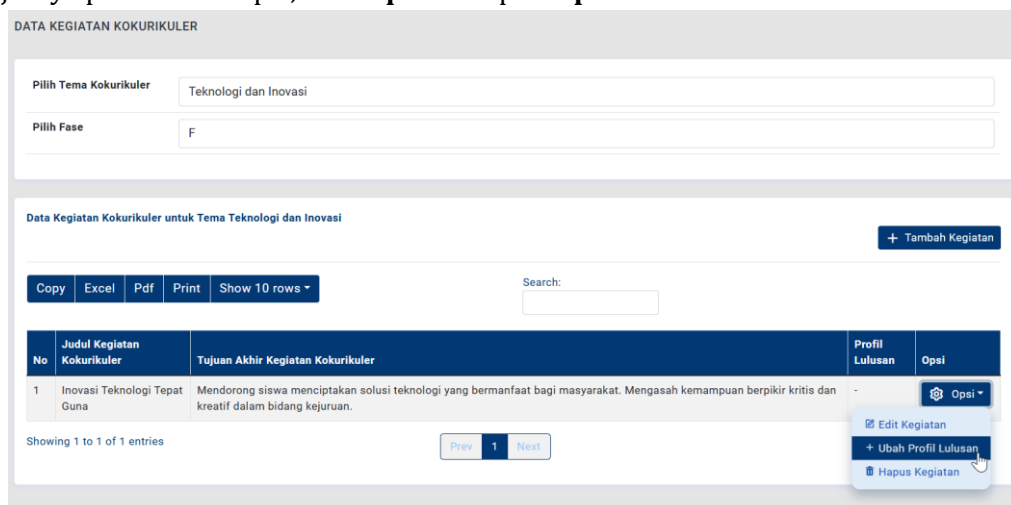 DATA KEGIATAN KOKURIKULER
Pilih Tema Kokurikuler
Teknologi dan Inovasi
Pilih Fase
F
Data Kegiatan Kokurikuler untuk Tema Teknologi dan Inovasi
+ Tambah Kegiatan
Copy Excel Pdf Print Show 10 rows
Search:
No Judul Kegiatan Kokurikuler Tujuan Akhir Kegiatan Kokurikuler Profil Lulusan Opsi
1 Inovasi Teknologi Tepat Guna Mendorong siswa menciptakan solusi teknologi yang bermanfaat bagi masyarakat. Mengasah kemampuan berpikir kritis dan kreatif dalam bidang kejuruan. - Opsi
Edit Kegiatan
+ Ubah Profil Lulusan
Hapus Kegiatan
Showing 1 to 1 of 1 entries
Prev 1 Next